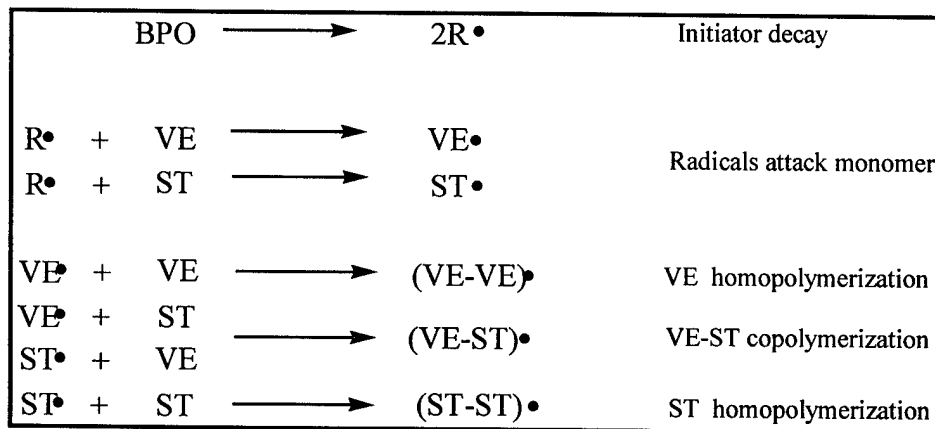 BPO ⟶ 2R• Initiator decay
R• + VE ⟶ VE•
Radicals attack monomer
R• + ST ⟶ ST•
VE• + VE ⟶ (VE-VE)• VE homopolymerization
VE• + ST
⟶ (VE-ST)• VE-ST copolymerization
ST• + VE
ST• + ST ⟶ (ST-ST)• ST homopolymerization